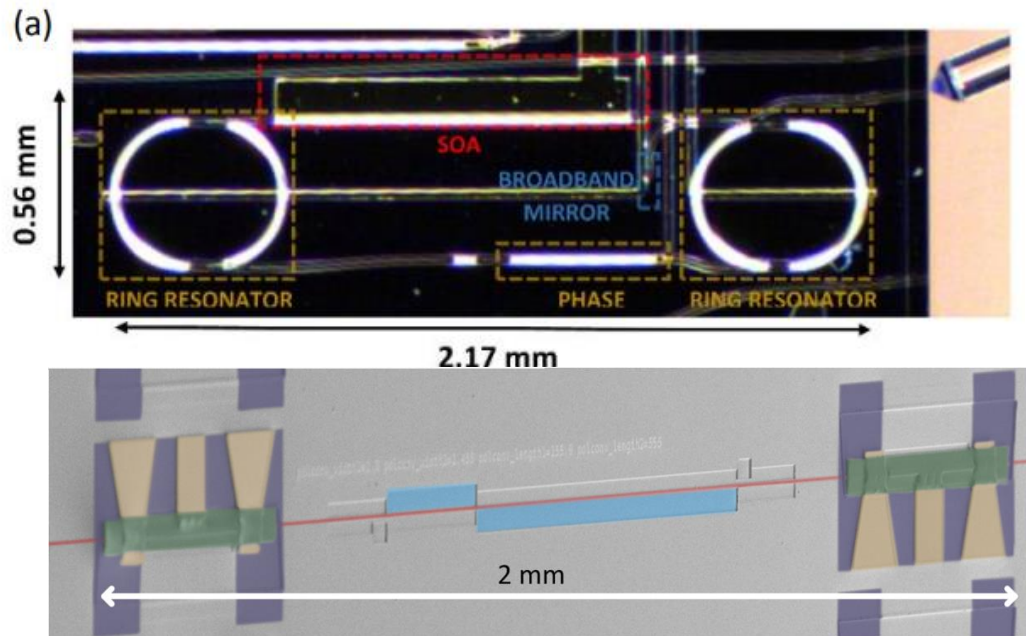 (a)
SOA
0.56 mm
BROADBAND
MIRROR
RING RESONATOR
PHASE
RING RESONATOR
2.17 mm
2 mm